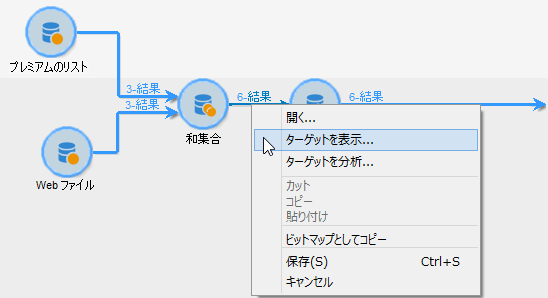 プレミアムのリスト
3-結果
3-結果
6-結果
6-結果
和集合
Web ファイル
開く...
ターゲットを表示...
ターゲットを分析...
カット
コピー
貼り付け
ビットマップとしてコピー
保存(S) Ctrl+S
キャンセル